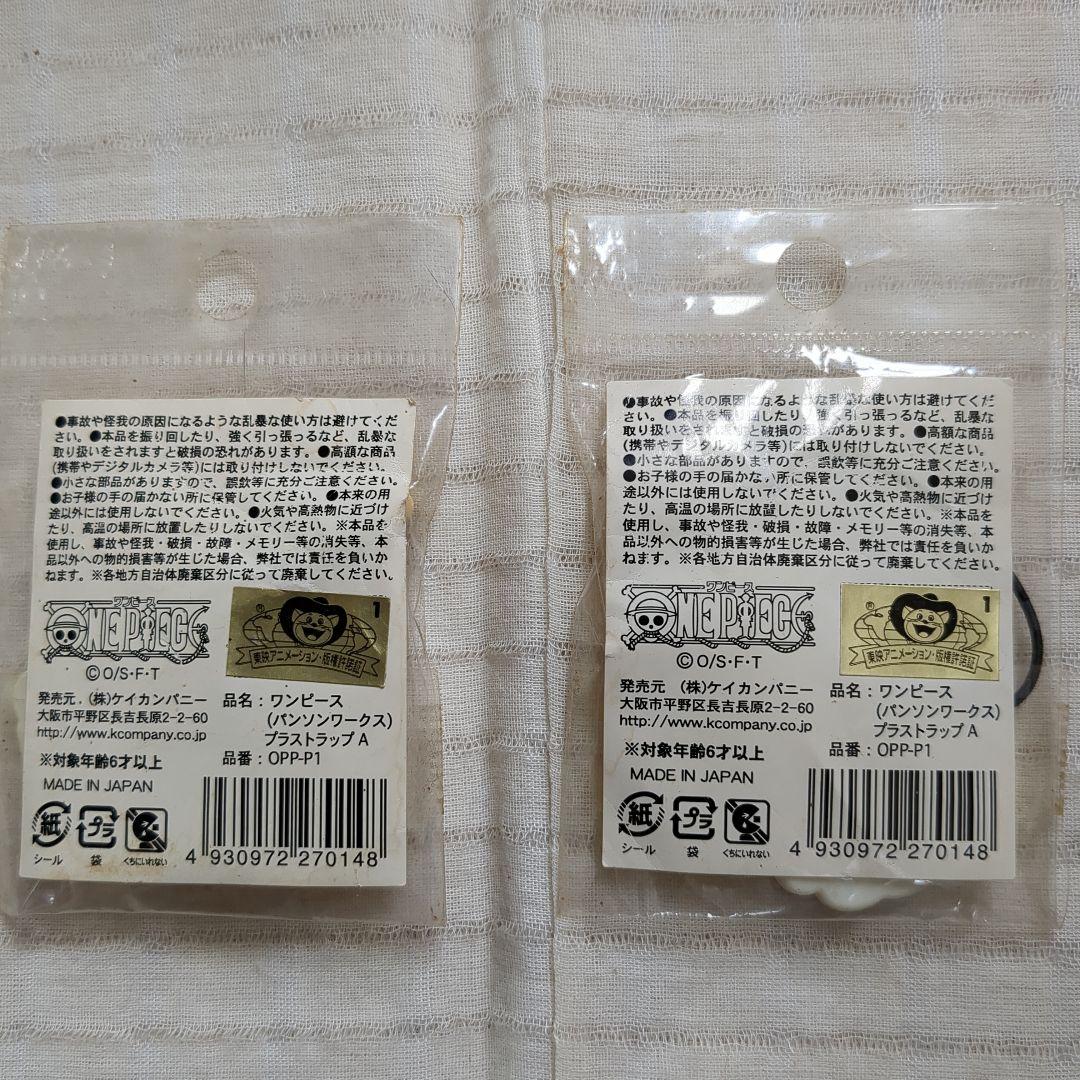 ●事故や怪我の原因になるような乱暴な使い方は避けてくだ
さい。●本品を振り回したり、強く引っ張っるなど、乱暴な
取り扱いをされますと破損の恐れがあります。●高額な商品
(携帯やデジタルカメラ等)には取り付けしないでください。
●小さな部品がありますので、誤飲等に充分ご注意ください。
●お子様の手の届かない所に保管してください。●本来の用
途以外には使用しないでください。●火気や高熱物に近づけ
たり、高温の場所に放置したりしないでください。※本品を
使用し、事故や怪我・破損・故障・メモリー等の消失等、本
品以外への物的損害等が生じた場合、弊社では責任を負いか
ねます。※各地方自治体廃棄区分に従って廃棄してください。
ワンピース
ONE PIECE
©O/S・F・T
® 1
東映アニメーション・版権許諾証
発売元 (株)ケイカンパニー
大阪市平野区長吉長原2-2-60
http://www.kcompany.co.jp
品名：ワンピース
(パンソンワークス)
プラストラップ A
品番：OPP-P1
※対象年齢6才以上
MADE IN JAPAN
紙 プラ
シール 袋 くちにいれない
4 930972 270148
●事故や怪我の原因になるような乱暴な使い方は避けてくだ
さい。●本品を振り回したり、強く引っ張っるなど、乱暴な
取り扱いをされますと破損の恐れがあります。●高額な商品
(携帯やデジタルカメラ等)には取り付けしないでください。
●小さな部品がありますので、誤飲等に充分ご注意ください。
●お子様の手の届かない所に保管してください。●本来の用
途以外には使用しないでください。●火気や高熱物に近づけ
たり、高温の場所に放置したりしないでください。※本品を
使用し、事故や怪我・破損・故障・メモリー等の消失等、本
品以外への物的損害等が生じた場合、弊社では責任を負いか
ねます。※各地方自治体廃棄区分に従って廃棄してください。
ワンピース
ONE PIECE
©O/S・F・T
® 1
東映アニメーション・版権許諾証
発売元 (株)ケイカンパニー
大阪市平野区長吉長原2-2-60
http://www.kcompany.co.jp
品名：ワンピース
(パンソンワークス)
プラストラップ A
品番：OPP-P1
※対象年齢6才以上
MADE IN JAPAN
紙 プラ
シール 袋 くちにいれない
4 930972 270148